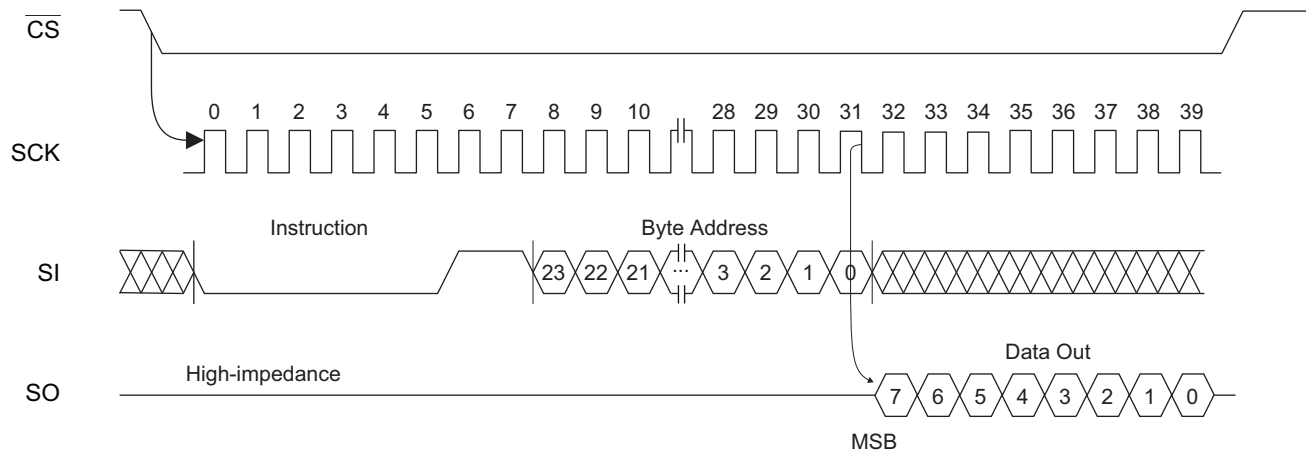 CS
0 1 2 3 4 5 6 7 8 9 10 28 29 30 31 32 33 34 35 36 37 38 39
SCK
Instruction Byte Address
SI 23 22 21 ... 3 2 1 0
High-impedance Data Out
SO 7 6 5 4 3 2 1 0
MSB